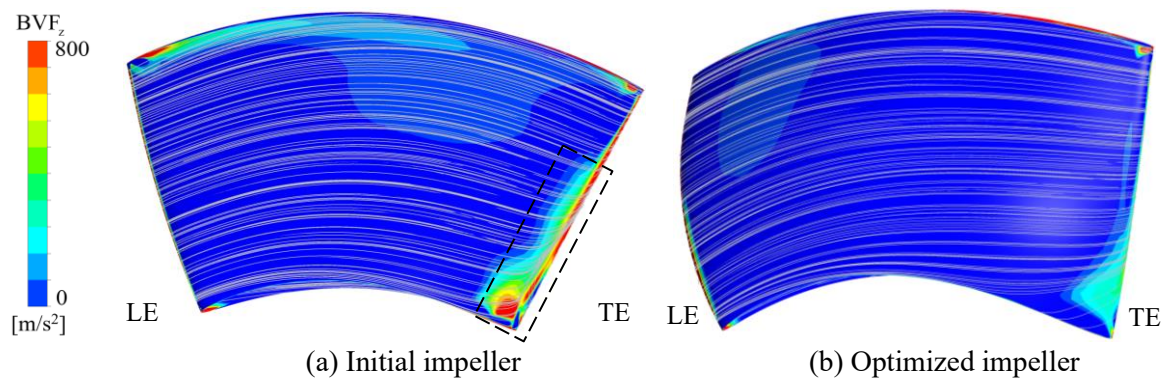 BVFz
800
0
[m/s²]
LE
TE
LE
TE
(a) Initial impeller
(b) Optimized impeller